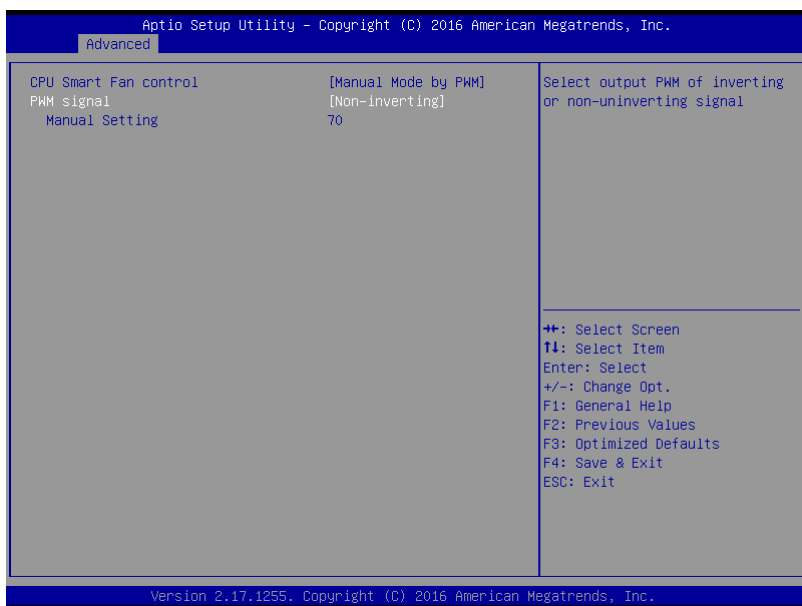 Aptio Setup Utility – Copyright (C) 2016 American Megatrends, Inc.
Advanced
CPU Smart Fan control [Manual Mode by PWM]
PWM signal [Non-inverting]
Manual Setting 70
Select output PWM of inverting
or non-uninverting signal
→←: Select Screen
↑↓: Select Item
Enter: Select
+/-: Change Opt.
F1: General Help
F2: Previous Values
F3: Optimized Defaults
F4: Save & Exit
ESC: Exit
Version 2.17.1255. Copyright (C) 2016 American Megatrends, Inc.